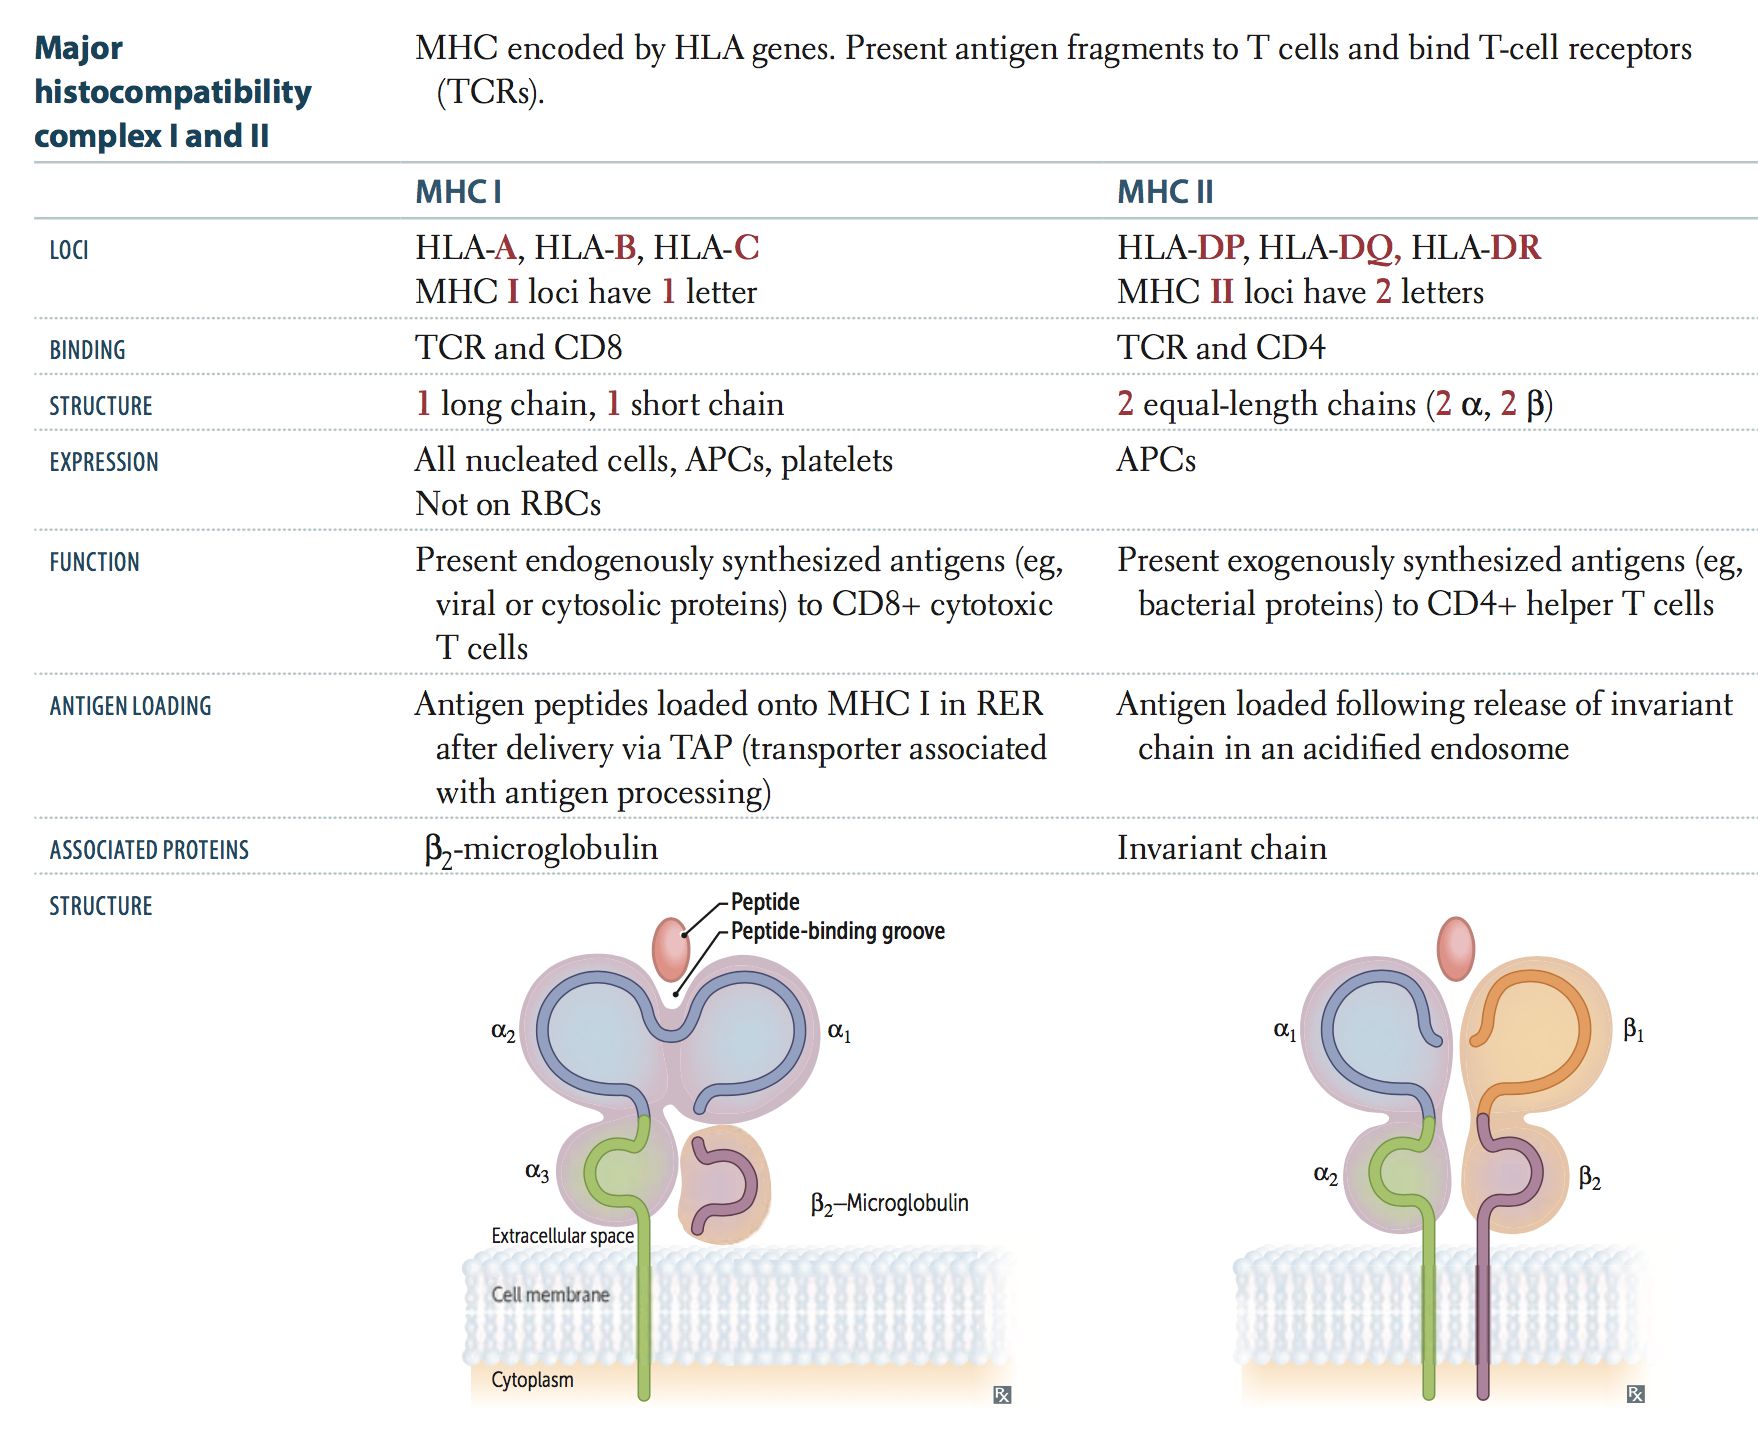 Major
histocompatibility
complex I and II
MHC encoded by HLA genes. Present antigen fragments to T cells and bind T-cell receptors
(TCRs).
MHC I
MHC II
LOCI
HLA-A, HLA-B, HLA-C
MHC I loci have 1 letter
HLA-DP, HLA-DQ, HLA-DR
MHC II loci have 2 letters
BINDING
TCR and CD8
TCR and CD4
STRUCTURE
1 long chain, 1 short chain
2 equal-length chains (2 α, 2 β)
EXPRESSION
All nucleated cells, APCs, platelets
Not on RBCs
APCs
FUNCTION
Present endogenously synthesized antigens (eg,
viral or cytosolic proteins) to CD8+ cytotoxic
T cells
Present exogenously synthesized antigens (eg,
bacterial proteins) to CD4+ helper T cells
ANTIGEN LOADING
Antigen peptides loaded onto MHC I in RER
after delivery via TAP (transporter associated
with antigen processing)
Antigen loaded following release of invariant
chain in an acidified endosome
ASSOCIATED PROTEINS
β2-microglobulin
Invariant chain
STRUCTURE
Peptide
Peptide-binding groove
α2
α1
α3
β2–Microglobulin
Extracellular space
Cell membrane
Cytoplasm
Rx
α1
β1
α2
β2
Rx